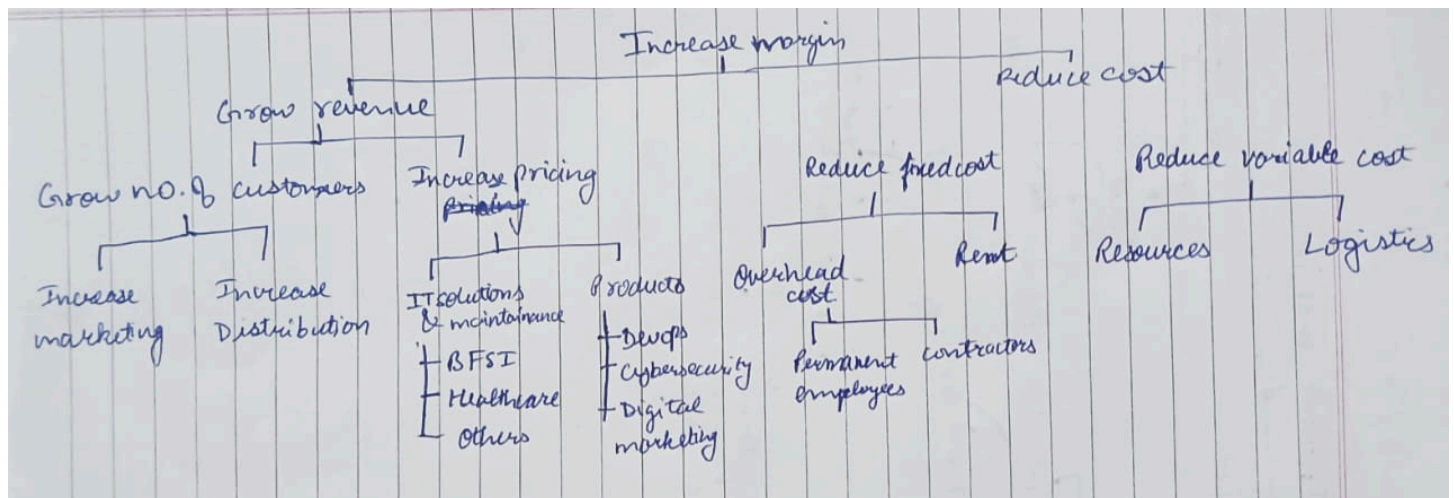 Increase margin
Reduce cost
Grow revenue
Grow no. of customers
Increase pricing
pricing
Reduce fixed cost
Reduce variable cost
Increase
marketing
Increase
Distribution
IT solutions
& maintainance
BFSI
Healthcare
Others
Products
Devops
Cybersecurity
Digital
marketing
Overhead
cost
Rent
Permanent
employees
contractors
Resources
Logistics